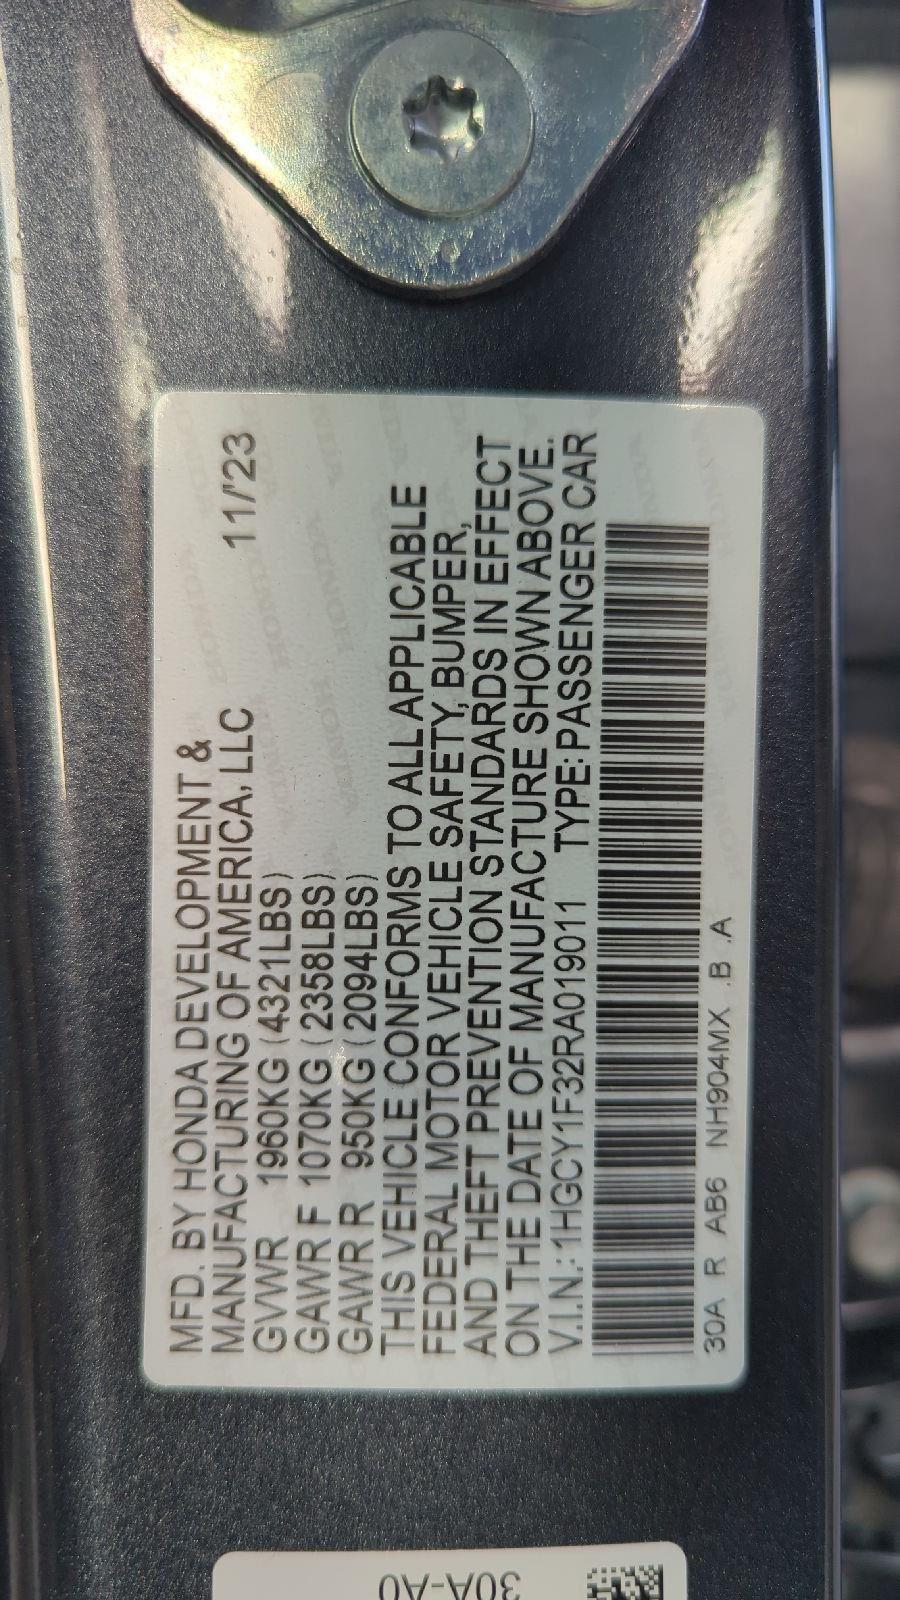 MFD. BY HONDA DEVELOPMENT &
MANUFACTURING OF AMERICA, LLC 11/'23
GVWR 1960KG (4321LBS)
GAWR F 1070KG (2358LBS)
GAWR R 950KG (2094LBS)
THIS VEHICLE CONFORMS TO ALL APPLICABLE
FEDERAL MOTOR VEHICLE SAFETY, BUMPER,
AND THEFT PREVENTION STANDARDS IN EFFECT
ON THE DATE OF MANUFACTURE SHOWN ABOVE.
V.I.N.: 1HGCY1F32RA019011 TYPE: PASSENGER CAR
30A R AB6 NH904MX .B .A
30A-A0